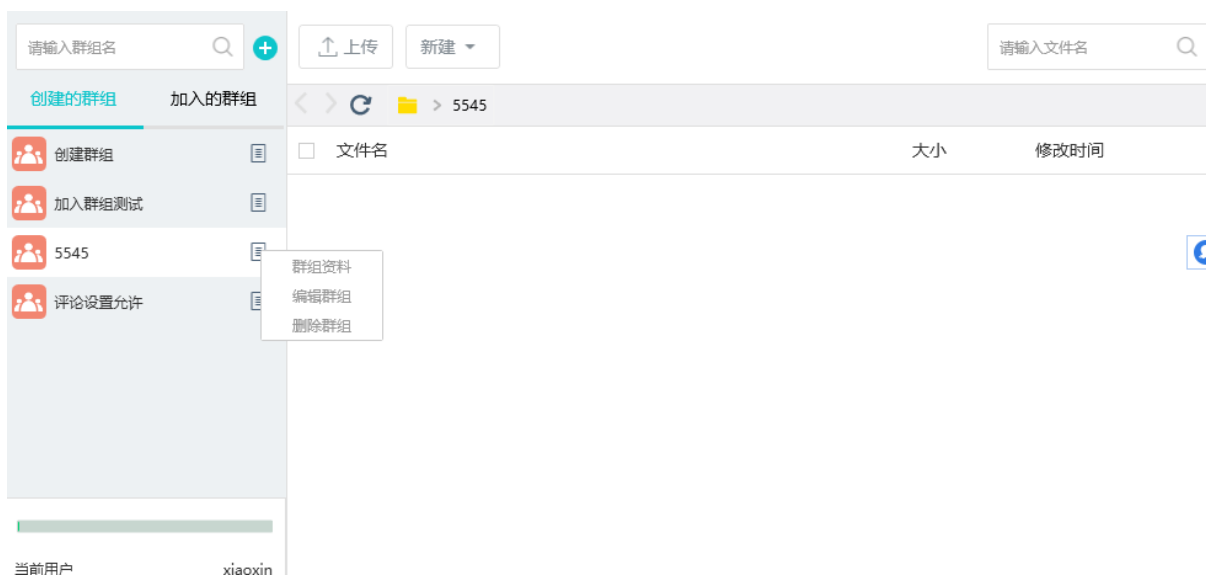 请输入群组名
上传
新建
请输入文件名
创建的群组
加入的群组
> 5545
文件名
大小
修改时间
创建群组
加入群组测试
5545
评论设置允许
群组资料
编辑群组
删除群组
当前用户
xiaoxin